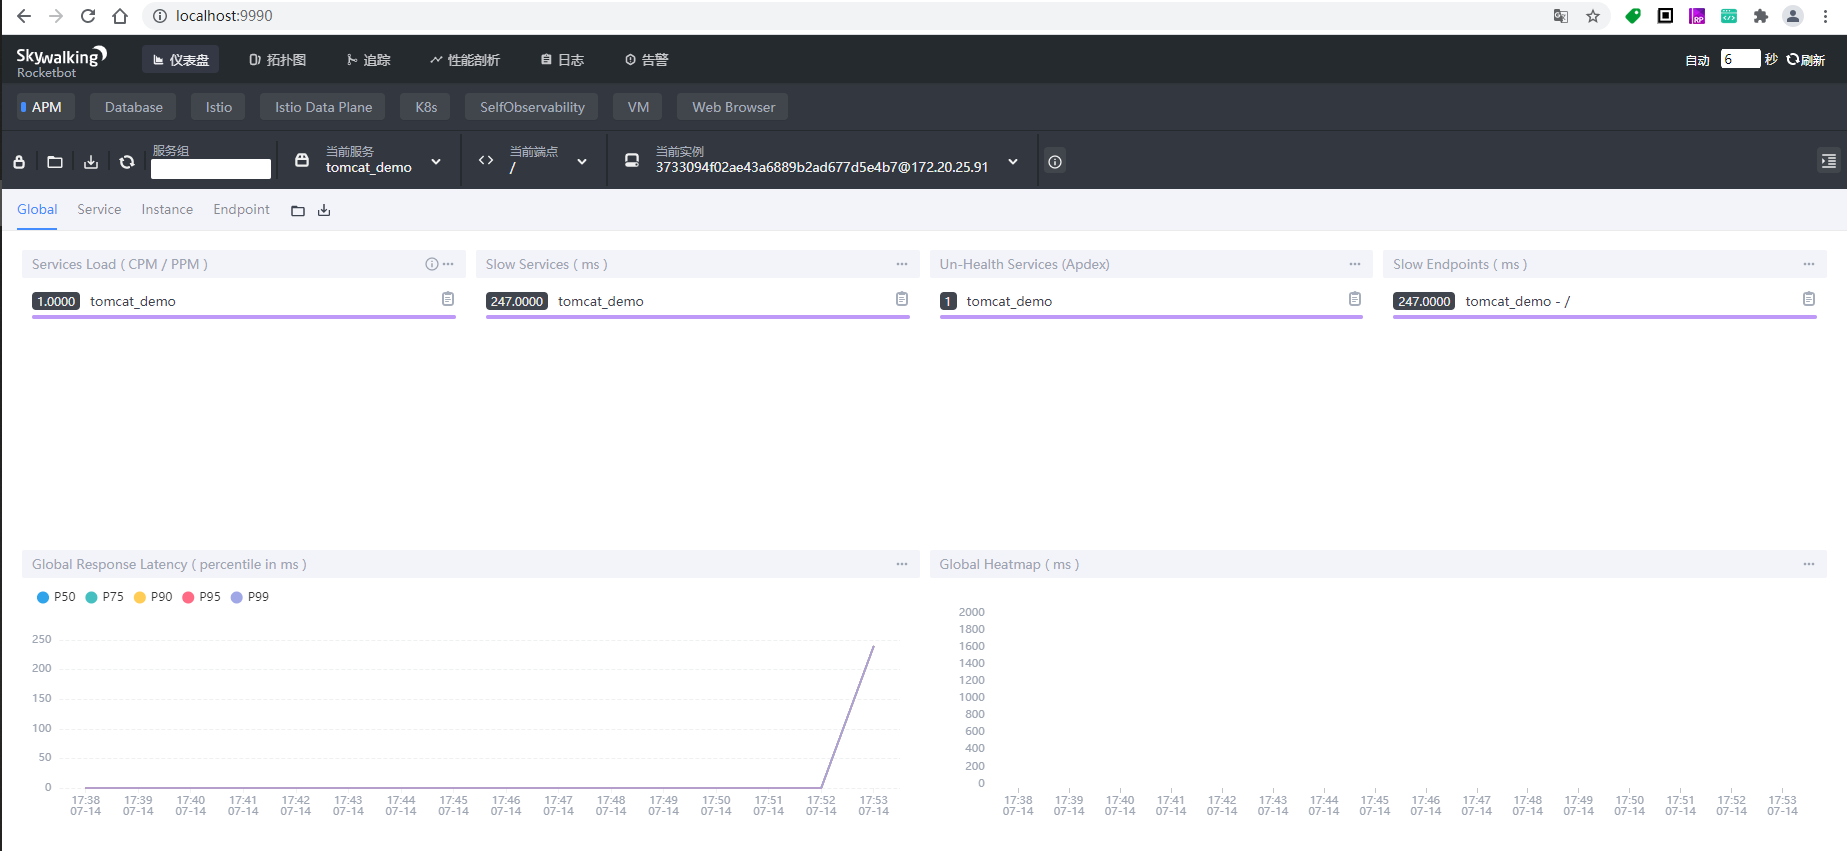 localhost:9990
Skywalking
Rocketbot
仪表盘
拓扑图
追踪
性能剖析
日志
告警
自动 6 秒 刷新
APM
Database
Istio
Istio Data Plane
K8s
SelfObservability
VM
Web Browser
服务组
当前服务
tomcat_demo
当前端点
/
当前实例
3733094f02ae43a6889b2ad677d5e4b7@172.20.25.91
Global
Service
Instance
Endpoint
Services Load ( CPM / PPM )
1.0000 tomcat_demo
Slow Services ( ms )
247.0000 tomcat_demo
Un-Health Services (Apdex)
1 tomcat_demo
Slow Endpoints ( ms )
247.0000 tomcat_demo - /
Global Response Latency ( percentile in ms )
P50 P75 P90 P95 P99
250
200
150
100
50
0
17:38 17:39 17:40 17:41 17:42 17:43 17:44 17:45 17:46 17:47 17:48 17:49 17:50 17:51 17:52 17:53
07-14 07-14 07-14 07-14 07-14 07-14 07-14 07-14 07-14 07-14 07-14 07-14 07-14 07-14 07-14 07-14
Global Heatmap ( ms )
2000
1800
1600
1400
1200
1000
800
600
400
200
0
17:38 17:39 17:40 17:41 17:42 17:43 17:44 17:45 17:46 17:47 17:48 17:49 17:50 17:51 17:52 17:53
07-14 07-14 07-14 07-14 07-14 07-14 07-14 07-14 07-14 07-14 07-14 07-14 07-14 07-14 07-14 07-14